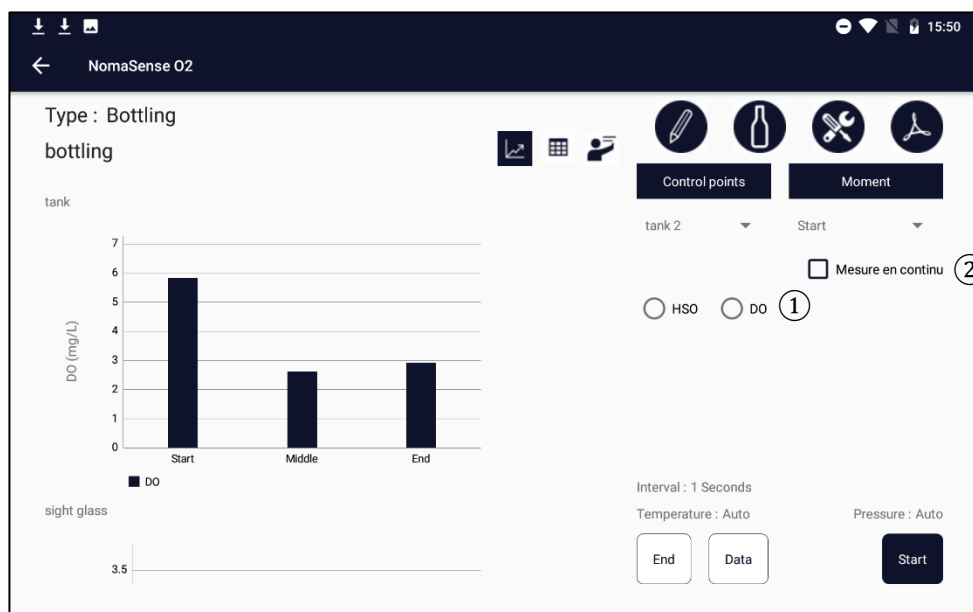 15:50
NomaSense O2
Type : Bottling
bottling
tank
7
6
5
4
3
2
1
0
DO (mg/L)
Start Middle End
DO
sight glass
3.5
Control points Moment
tank 2 Start
Mesure en continu ②
HSO DO ①
Interval : 1 Seconds
Temperature : Auto Pressure : Auto
End Data Start